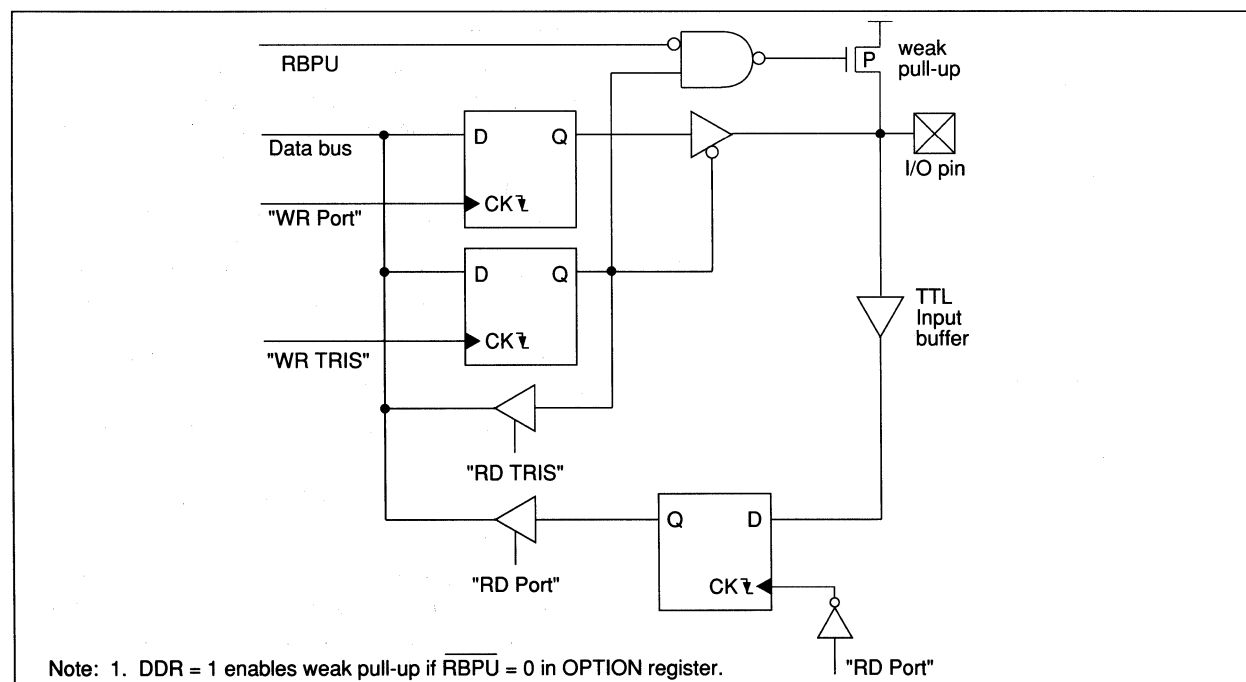 RBPU
P
weak
pull-up
Data bus
D
Q
CK
"WR Port"
I/O pin
D
Q
CK
"WR TRIS"
TTL
Input
buffer
"RD TRIS"
Q
D
CK
"RD Port"
"RD Port"
Note: 1. DDR = 1 enables weak pull-up if R̅B̅P̅U̅ = 0 in OPTION register.